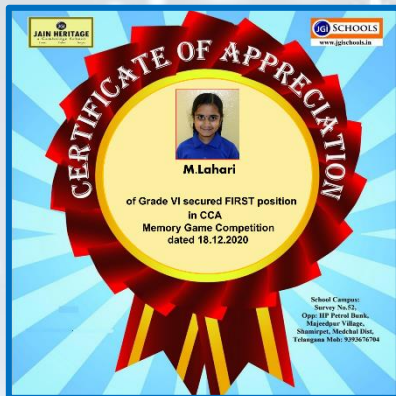 JGI
JAIN HERITAGE
a Cambridge School
JGI SCHOOLS
www.jgischools.in
CERTIFICATE OF APPRECIATION
M.Lahari
of Grade VI secured FIRST position
in CCA
Memory Game Competition
dated 18.12.2020
School Campus:
Survey No.52,
Opp: HP Petrol Bunk,
Majeedpur Village,
Shamirpet, Medchal Dist,
Telangana Mob: 9393676704